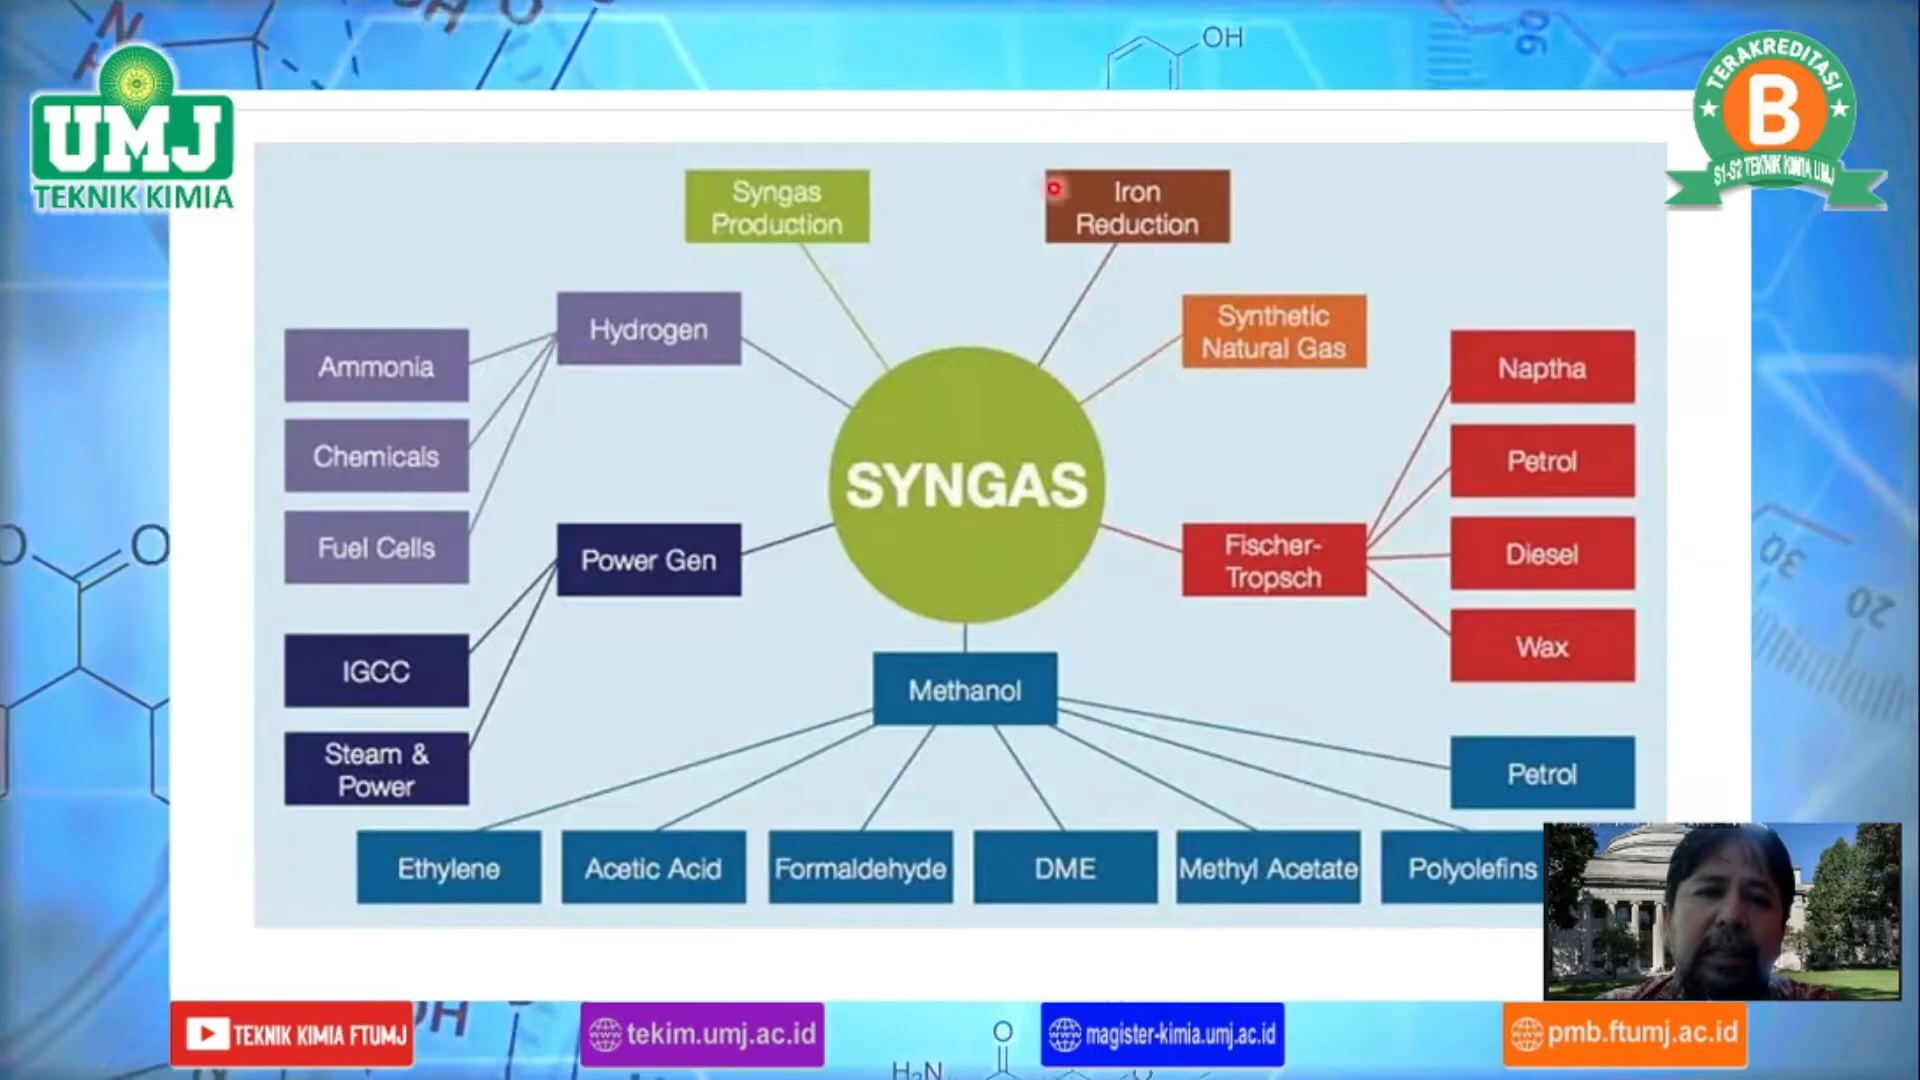 OH
UMJ
TEKNIK KIMIA
TERAKREDITASI
B
S1-S2 TEKNIK KIMIA UMJ
Syngas
Production
Iron
Reduction
Hydrogen
Synthetic
Natural Gas
Ammonia
Naptha
Chemicals
Petrol
SYNGAS
Fuel Cells
Power Gen
Fischer-
Tropsch
Diesel
IGCC
Wax
Methanol
Steam &
Power
Petrol
Ethylene
Acetic Acid
Formaldehyde
DME
Methyl Acetate
Polyolefins
O
O
30
20
TEKNIK KIMIA FTUMJ
tekim.umj.ac.id
magister-kimia.umj.ac.id
pmb.ftumj.ac.id
O
H₂N